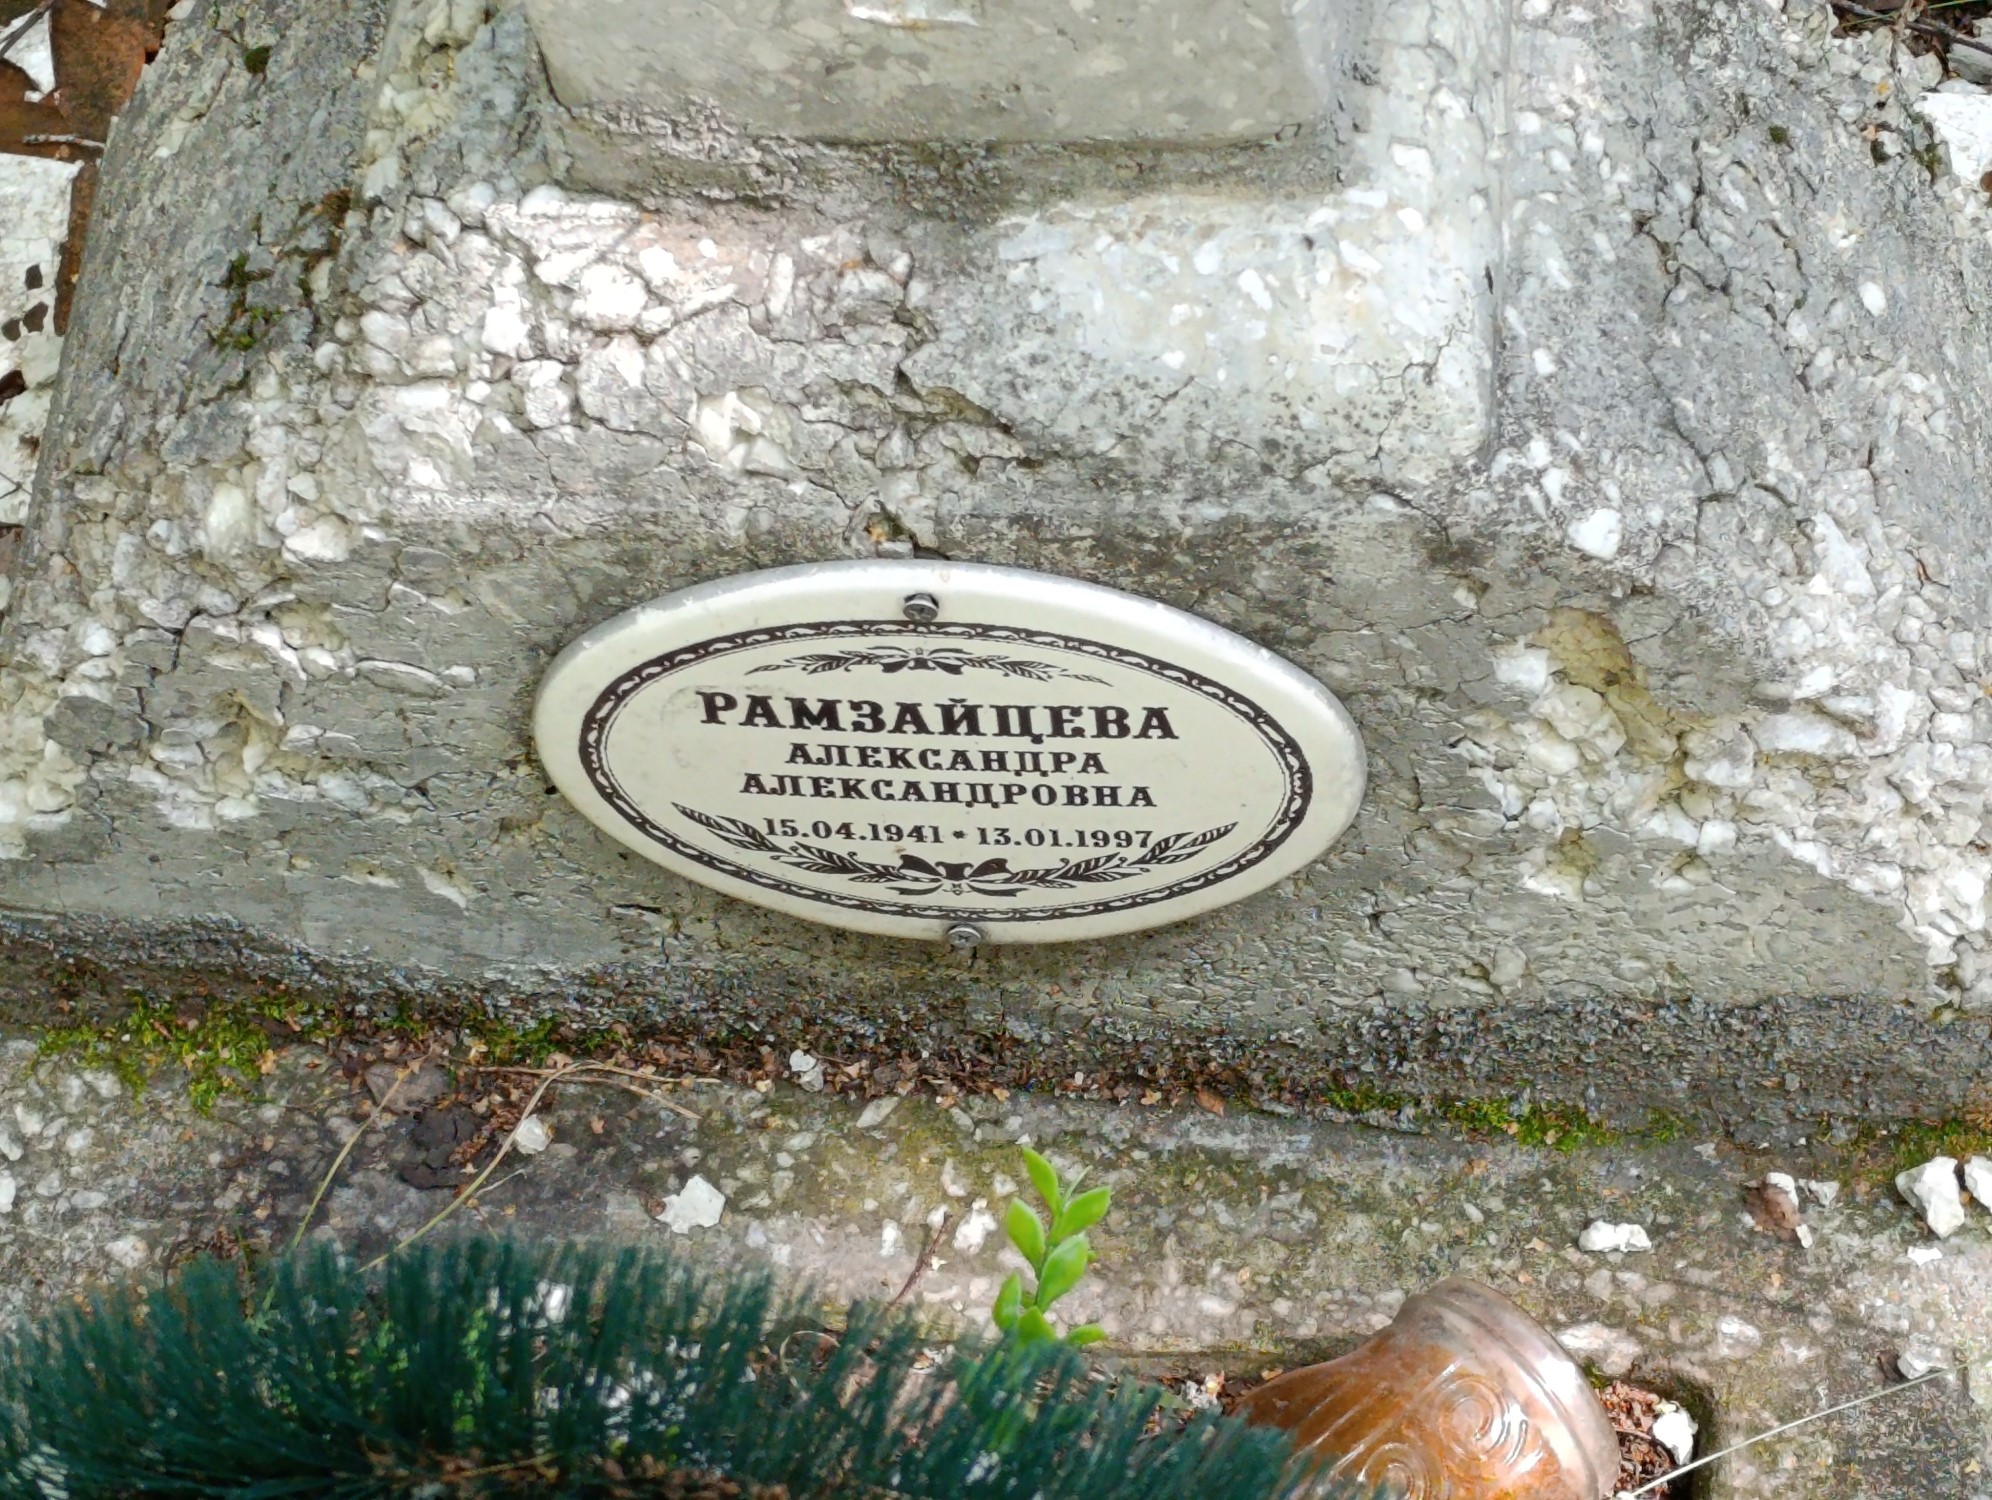 РАМЗАЙЦЕВА
АЛЕКСАНДРА
АЛЕКСАНДРОВНА
15.04.1941 * 13.01.1997